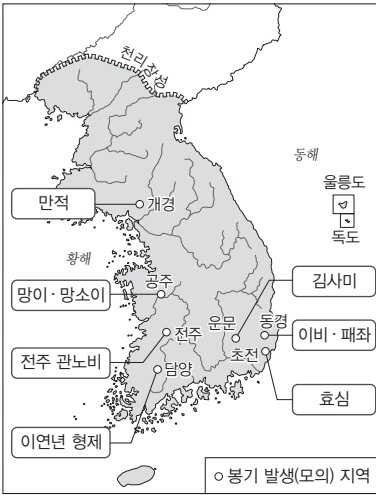 천리장성
동해
울릉도
독도
만적
개경
황해
공주
망이·망소이
김사미
운문
동경
이비·패좌
전주
초전
전주 관노비
담양
효심
이연년 형제
○ 봉기 발생(모의) 지역